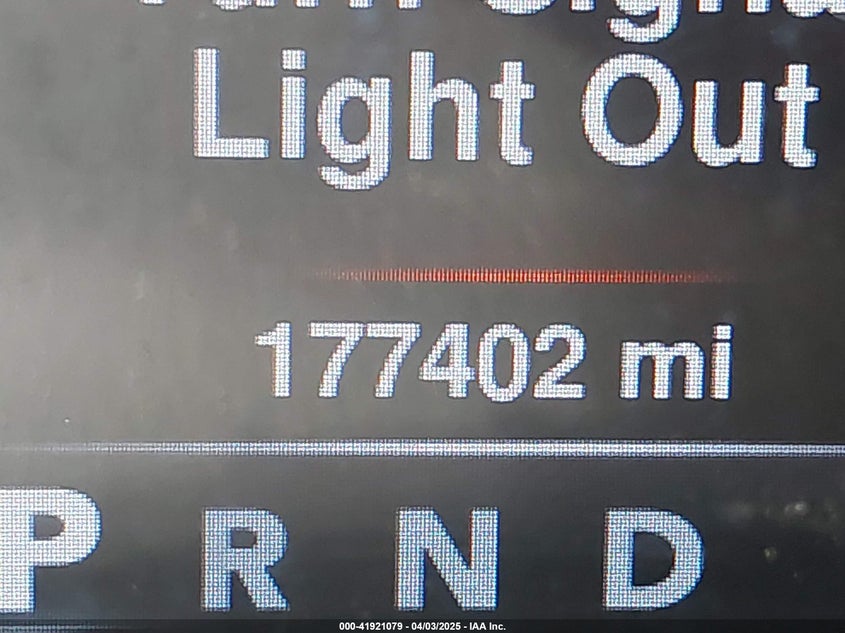 Light Out
177402 mi
P R N D
000-41921079 - 04/03/2025 - IAA Inc.